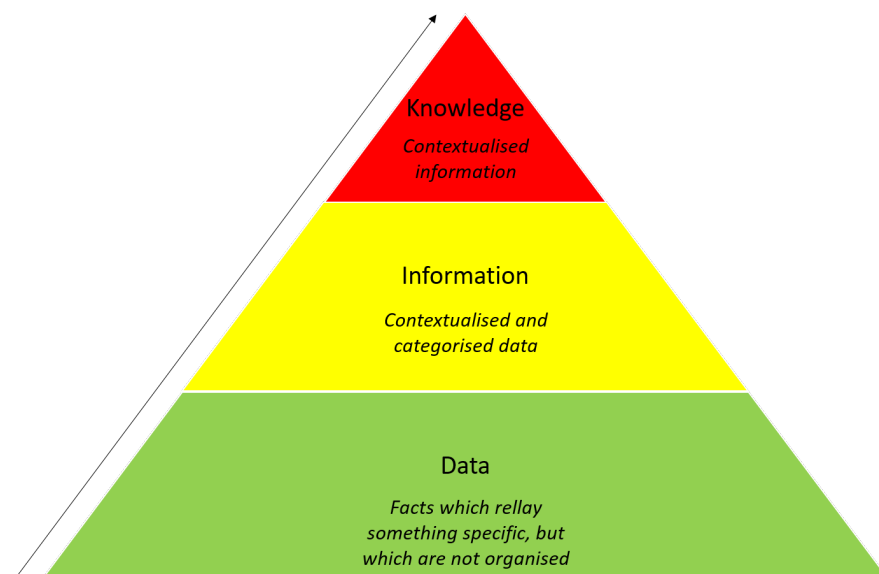 Knowledge
Contextualised
information
Information
Contextualised and
categorised data
Data
Facts which rellay
something specific, but
which are not organised